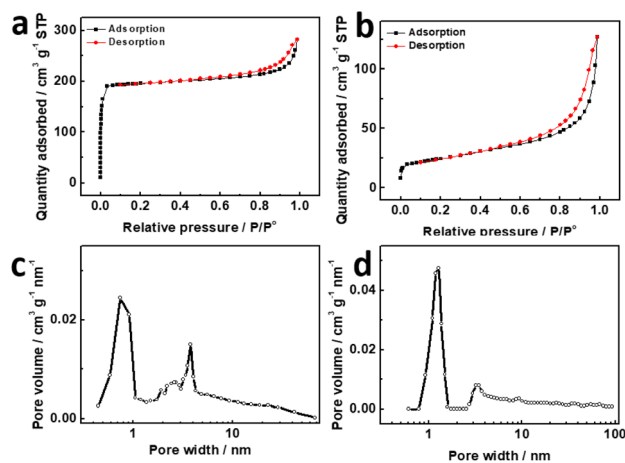 a
Adsorption
Desorption
Quantity adsorbed / cm³ g⁻¹ STP
300
200
100
0
0.0 0.2 0.4 0.6 0.8 1.0
Relative pressure / P/P°
b
Adsorption
Desorption
Quantity adsorbed / cm³ g⁻¹ STP
100
50
0
0.0 0.2 0.4 0.6 0.8 1.0
Relative pressure / P/P°
c
Pore volume / cm³ g⁻¹ nm⁻¹
0.02
0.00
1 10
Pore width / nm
d
Pore volume / cm³ g⁻¹ nm⁻¹
0.04
0.02
0.00
1 10 100
Pore width / nm